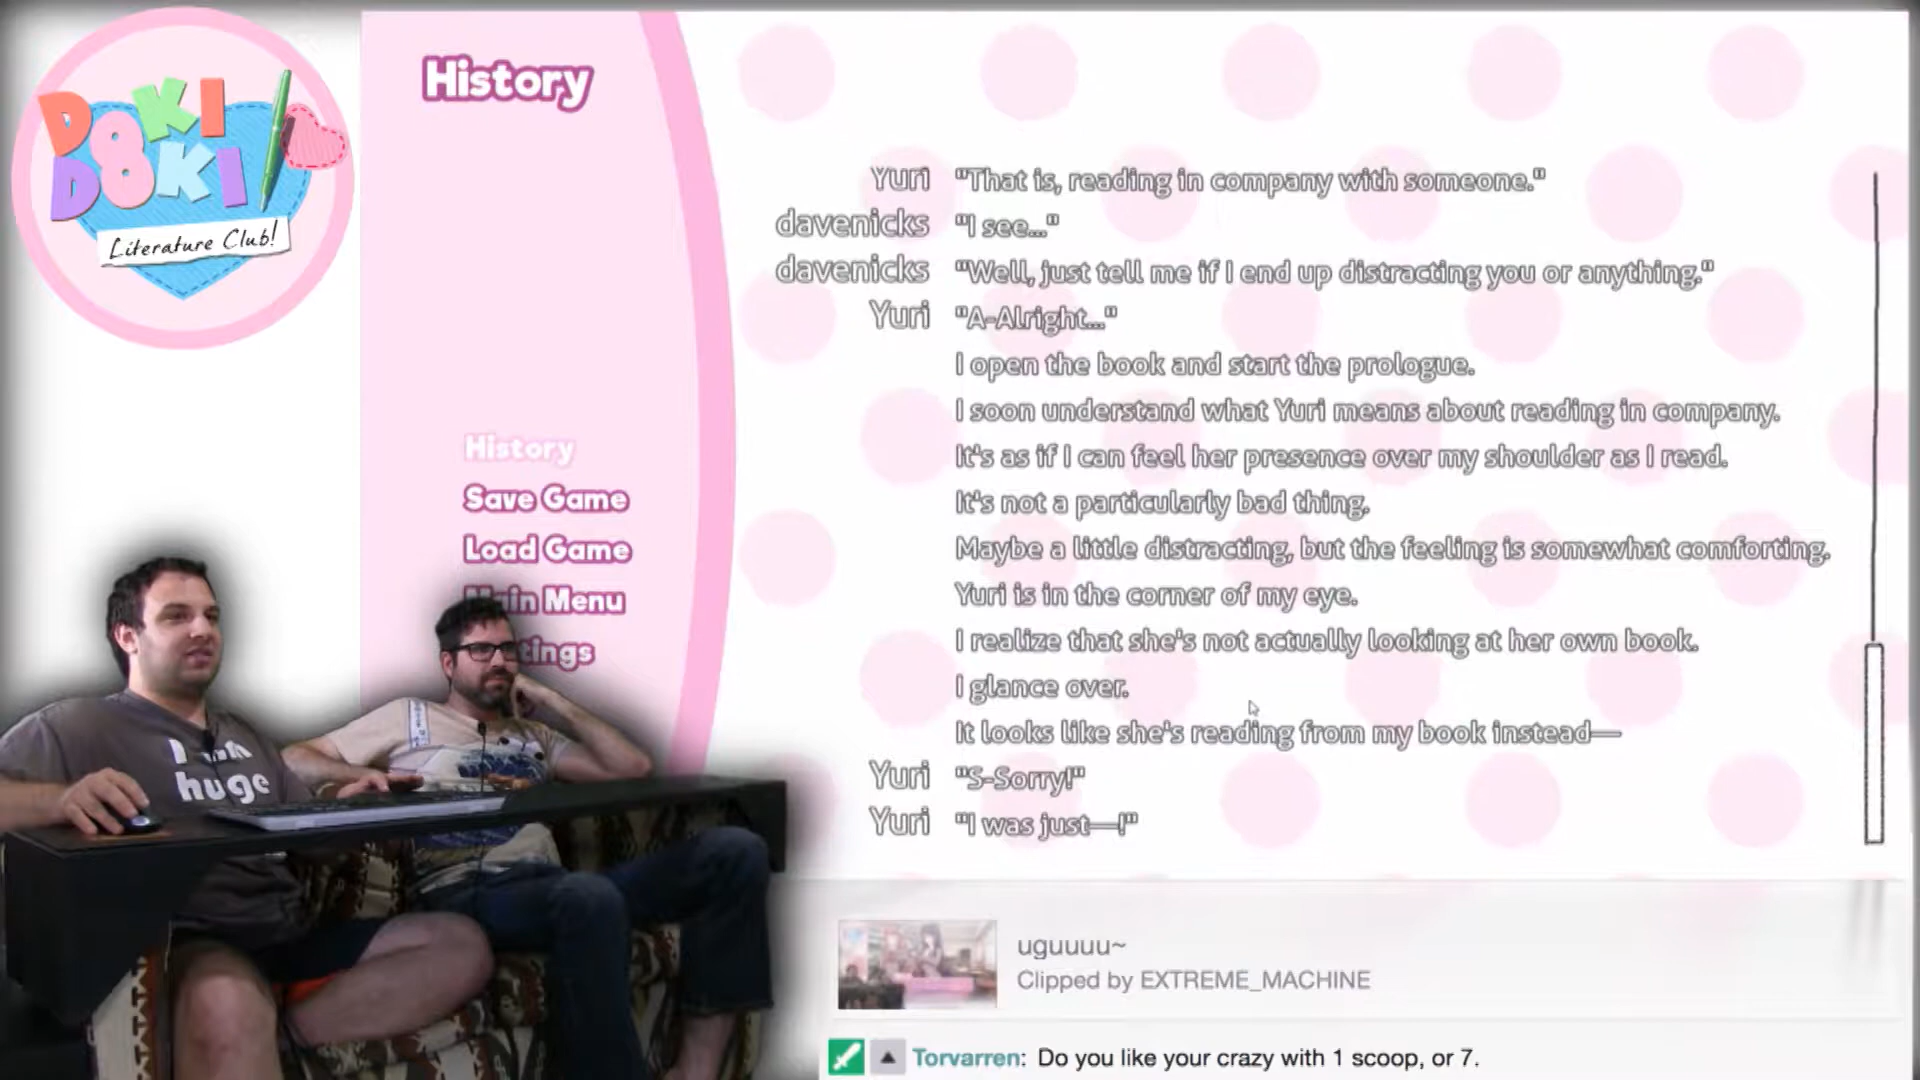 DOKI
DOKI
Literature Club!
History
Yuri "That is, reading in company with someone."
davenicks "I see..."
davenicks "Well, just tell me if I end up distracting you or anything."
Yuri "A-Alright..."
I open the book and start the prologue.
I soon understand what Yuri means about reading in company.
It's as if I can feel her presence over my shoulder as I read.
It's not a particularly bad thing.
Maybe a little distracting, but the feeling is somewhat comforting.
Yuri is in the corner of my eye.
I realize that she's not actually looking at her own book.
I glance over.
It looks like she's reading from my book instead—
Yuri "S-Sorry!"
Yuri "I was just—!"
History
Save Game
Load Game
Menu
I
huge
uguuuu~
Clipped by EXTREME_MACHINE
Torvarren: Do you like your crazy with 1 scoop, or 7.